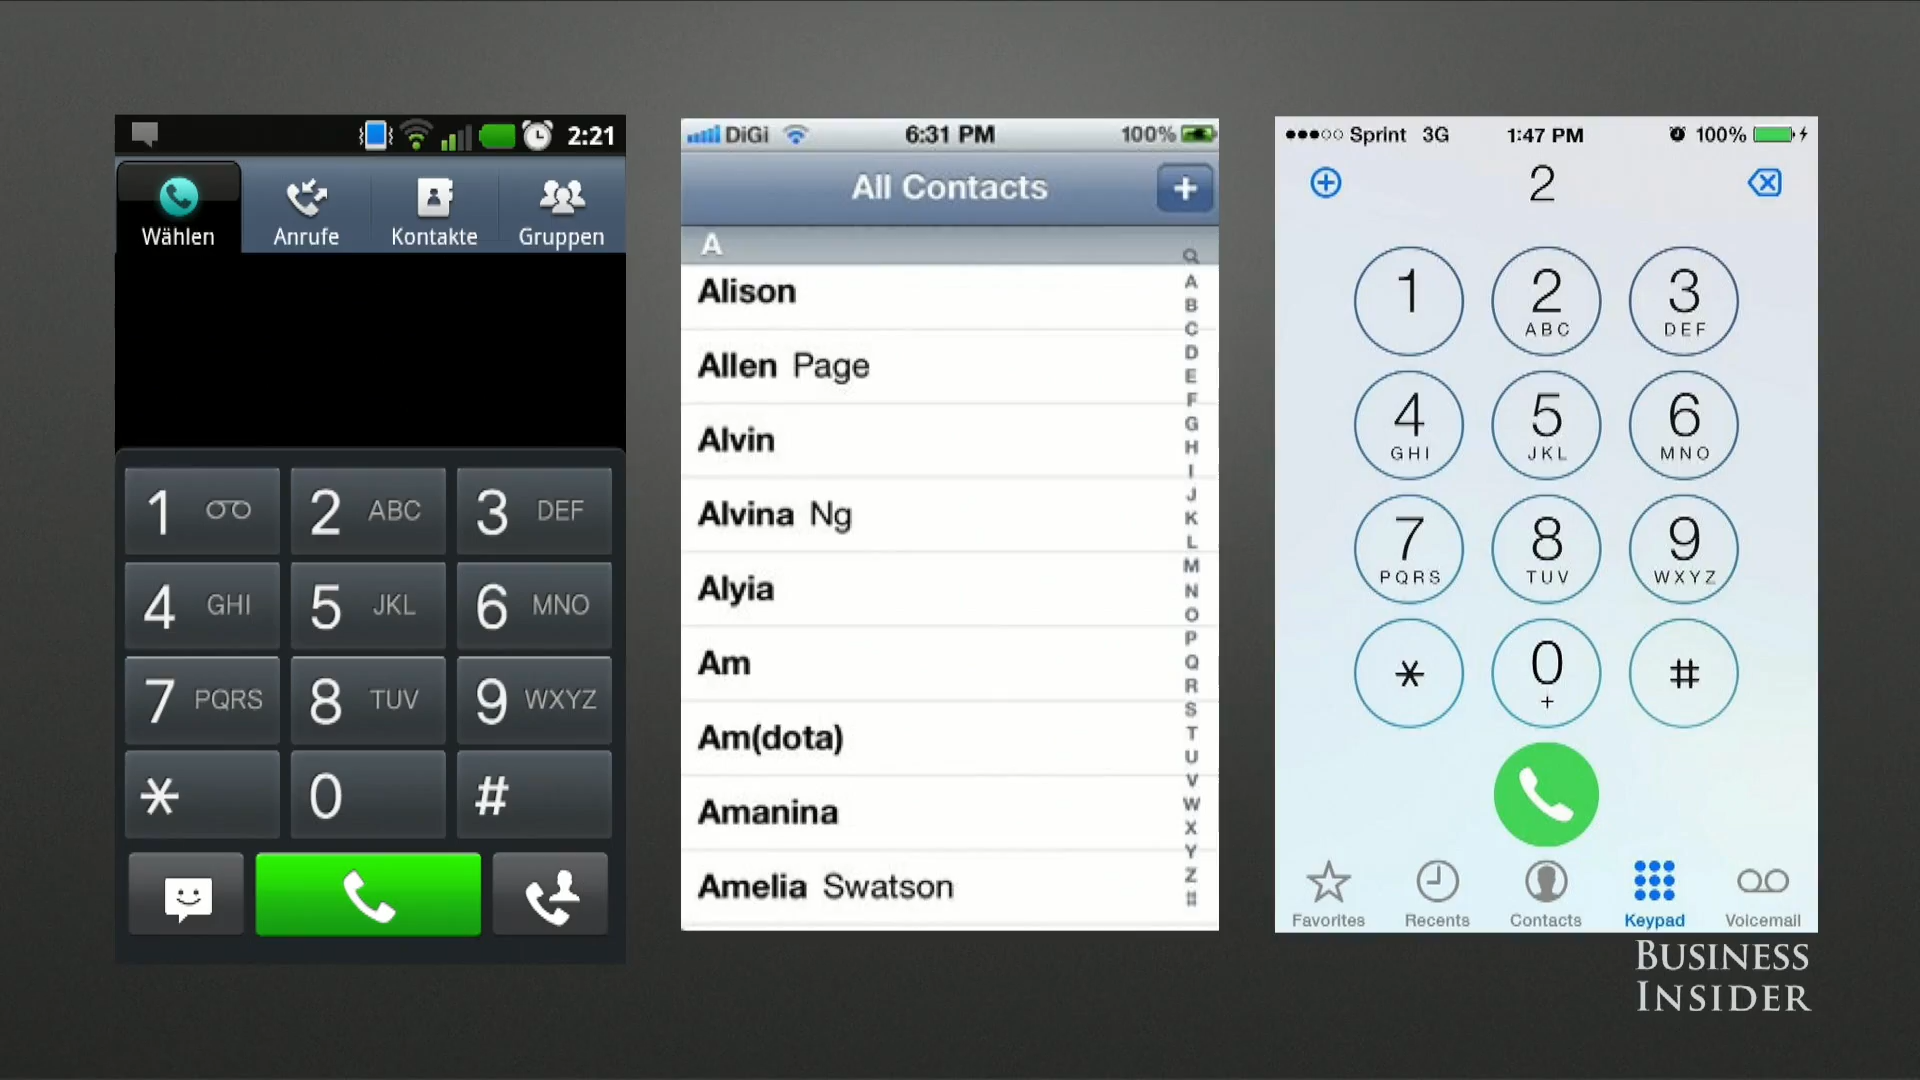 2:21
Wählen Anrufe Kontakte Gruppen
1 2 ABC 3 DEF
4 GHI 5 JKL 6 MNO
7 PQRS 8 TUV 9 WXYZ
* 0 #
DiGi 6:31 PM 100%
All Contacts +
A
Alison
Allen Page
Alvin
Alvina Ng
Alyia
Am
Am(dota)
Amanina
Amelia Swatson
A
B
C
D
E
F
G
H
I
J
K
L
M
N
O
P
Q
R
S
T
U
V
W
X
Y
Z
#
Sprint 3G 1:47 PM 100%
2
1 2 3
ABC DEF
4 5 6
GHI JKL MNO
7 8 9
PQRS TUV WXYZ
* 0 #
+
Favorites Recents Contacts Keypad Voicemail
BUSINESS
INSIDER